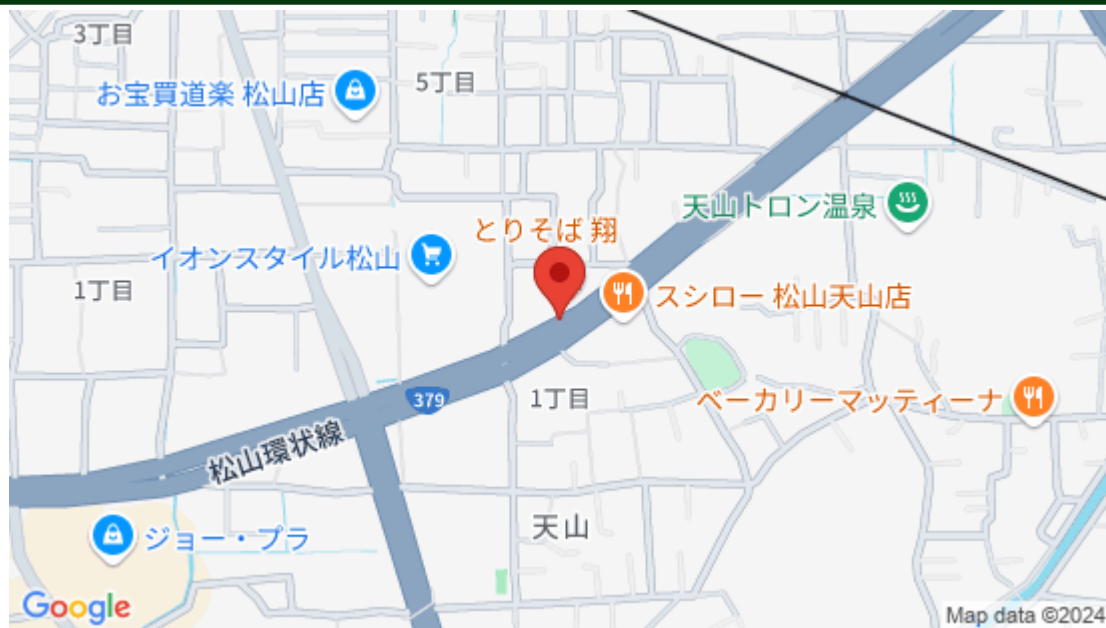 3丁目
お宝買道楽 松山店
5丁目
天山トロン温泉
とりそば 翔
イオンスタイル松山
1丁目
スシロー 松山天山店
379
1丁目
ベーカリーマッティーナ
松山環状線
天山
ジョー・プラ
Google
Map data ©2024